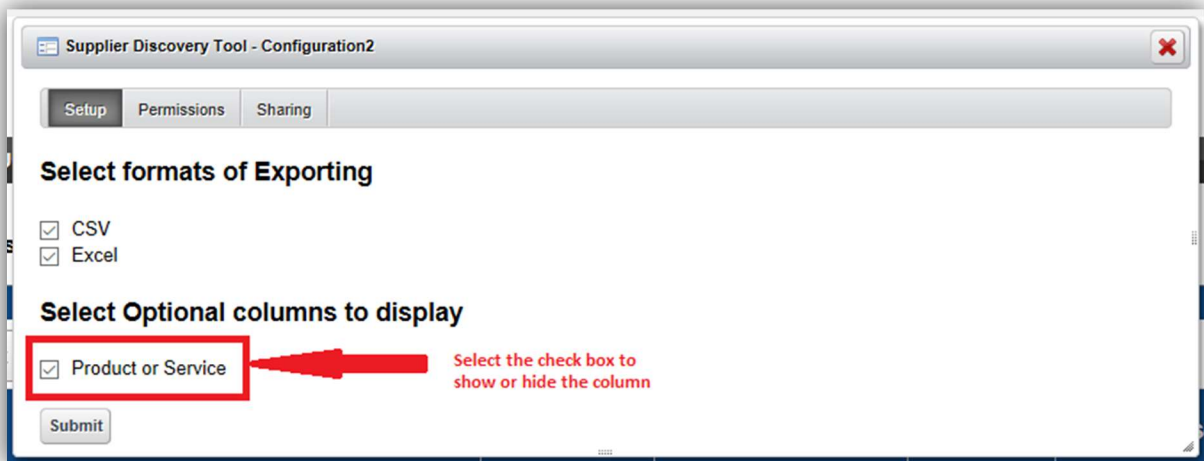 Supplier Discovery Tool - Configuration2
Setup Permissions Sharing
Select formats of Exporting
CSV
Excel
Select Optional columns to display
Product or Service
Select the check box to
show or hide the column
Submit